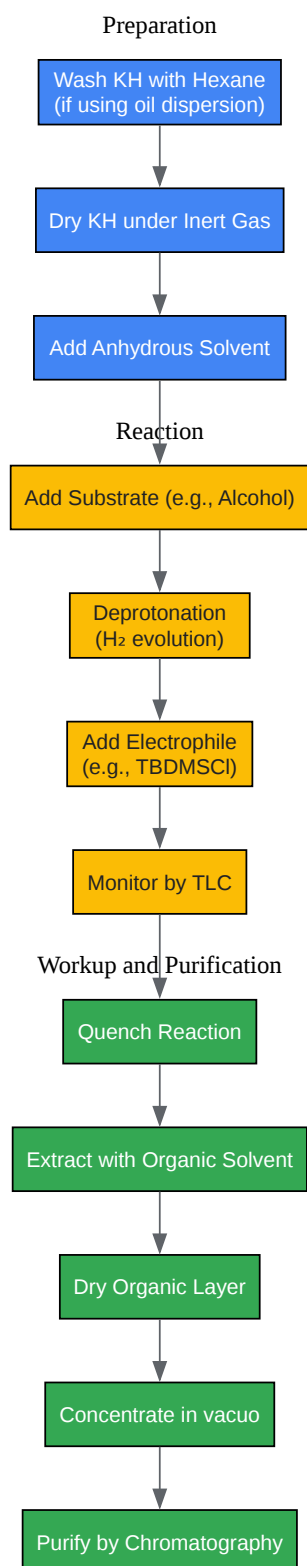 Preparation
Wash KH with Hexane
(if using oil dispersion)
Dry KH under Inert Gas
Add Anhydrous Solvent
Reaction
Add Substrate (e.g., Alcohol)
Deprotonation
(H₂ evolution)
Add Electrophile
(e.g., TBDMSCl)
Monitor by TLC
Workup and Purification
Quench Reaction
Extract with Organic Solvent
Dry Organic Layer
Concentrate in vacuo
Purify by Chromatography